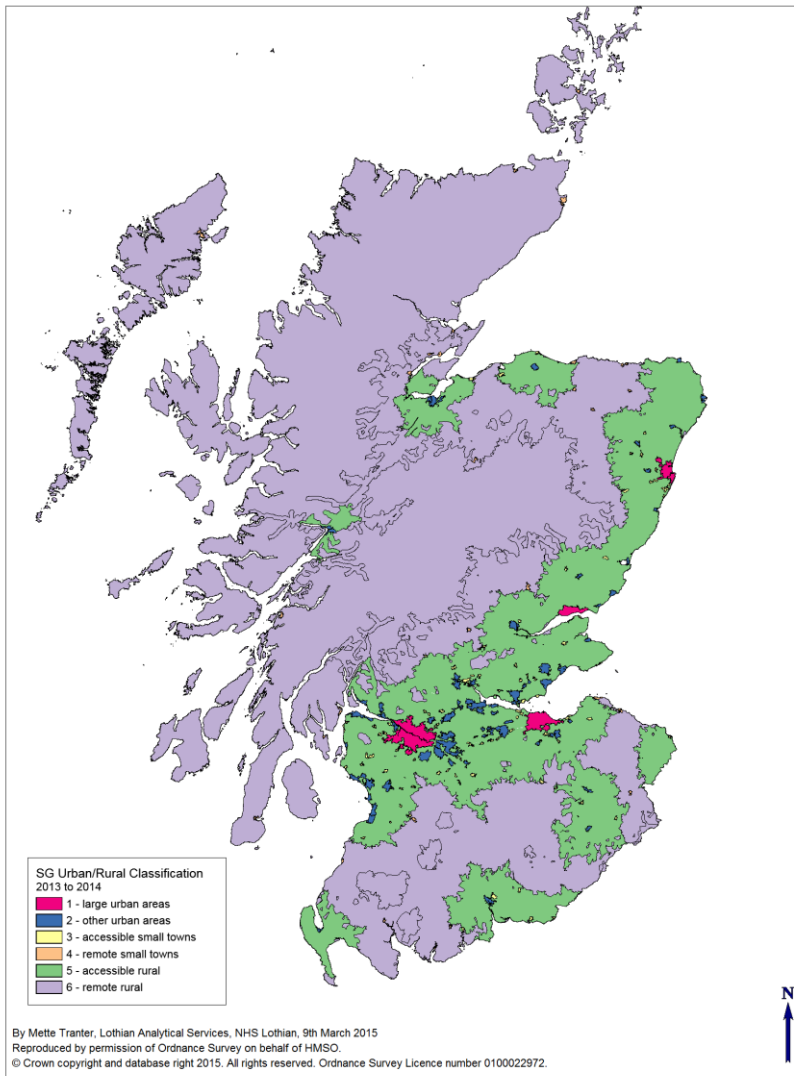 SG Urban/Rural Classification
2013 to 2014
1 - large urban areas
2 - other urban areas
3 - accessible small towns
4 - remote small towns
5 - accessible rural
6 - remote rural
N
By Mette Tranter, Lothian Analytical Services, NHS Lothian, 9th March 2015
Reproduced by permission of Ordnance Survey on behalf of HMSO.
© Crown copyright and database right 2015. All rights reserved. Ordnance Survey Licence number 0100022972.